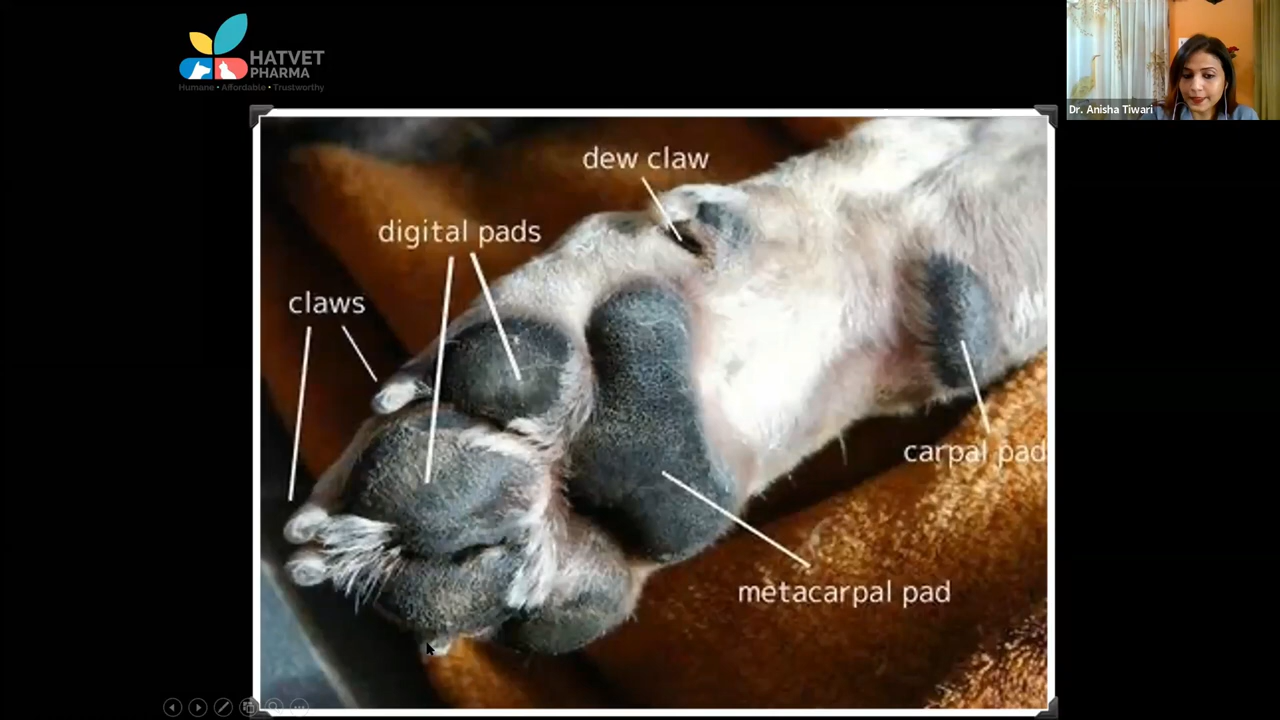 HATVET
PHARMA
Humane • Affordable • Trustworthy
Dr. Anisha Tiwari
dew claw
digital pads
claws
carpal pad
metacarpal pad